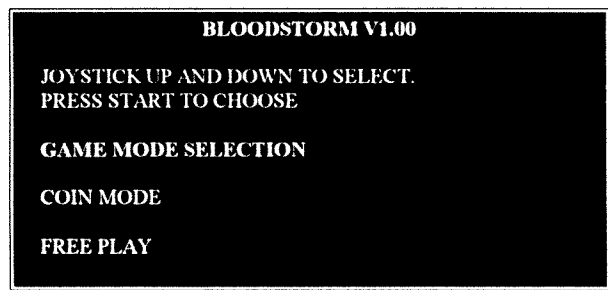 BLOODSTORM V1.00
JOYSTICK UP AND DOWN TO SELECT.
PRESS START TO CHOOSE
GAME MODE SELECTION
COIN MODE
FREE PLAY